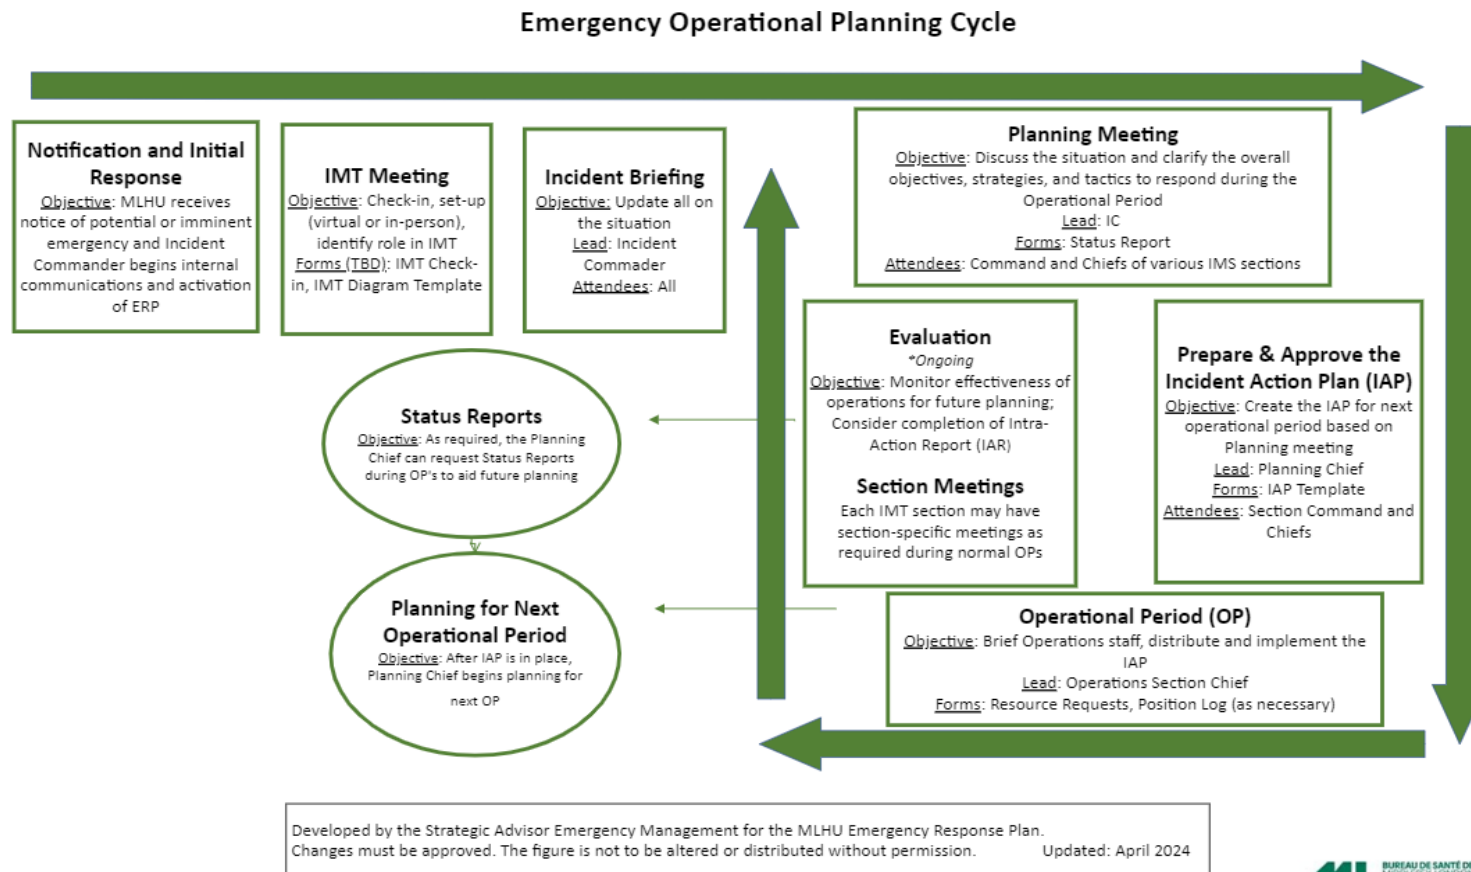 Emergency Operational Planning Cycle
Notification and Initial
Response
Objective: MLHU receives
notice of potential or imminent
emergency and Incident
Commander begins internal
communications and activation
of ERP
IMT Meeting
Objective: Check-in, set-up
(virtual or in-person),
identify role in IMT
Forms (TBD): IMT Check-
in, IMT Diagram Template
Incident Briefing
Objective: Update all on
the situation
Lead: Incident
Commader
Attendees: All
Planning Meeting
Objective: Discuss the situation and clarify the overall
objectives, strategies, and tactics to respond during the
Operational Period
Lead: IC
Forms: Status Report
Attendees: Command and Chiefs of various IMS sections
Evaluation
*Ongoing
Objective: Monitor effectiveness of
operations for future planning;
Consider completion of Intra-
Action Report (IAR)
Section Meetings
Each IMT section may have
section-specific meetings as
required during normal OPs
Prepare & Approve the
Incident Action Plan (IAP)
Objective: Create the IAP for next
operational period based on
Planning meeting
Lead: Planning Chief
Forms: IAP Template
Attendees: Section Command and
Chiefs
Status Reports
Objective: As required, the Planning
Chief can request Status Reports
during OP's to aid future planning
Planning for Next
Operational Period
Objective: After IAP is in place,
Planning Chief begins planning for
next OP
Operational Period (OP)
Objective: Brief Operations staff, distribute and implement the
IAP
Lead: Operations Section Chief
Forms: Resource Requests, Position Log (as necessary)
Developed by the Strategic Advisor Emergency Management for the MLHU Emergency Response Plan.
Changes must be approved. The figure is not to be altered or distributed without permission. Updated: April 2024
BUREAU DE SANTÉ DE